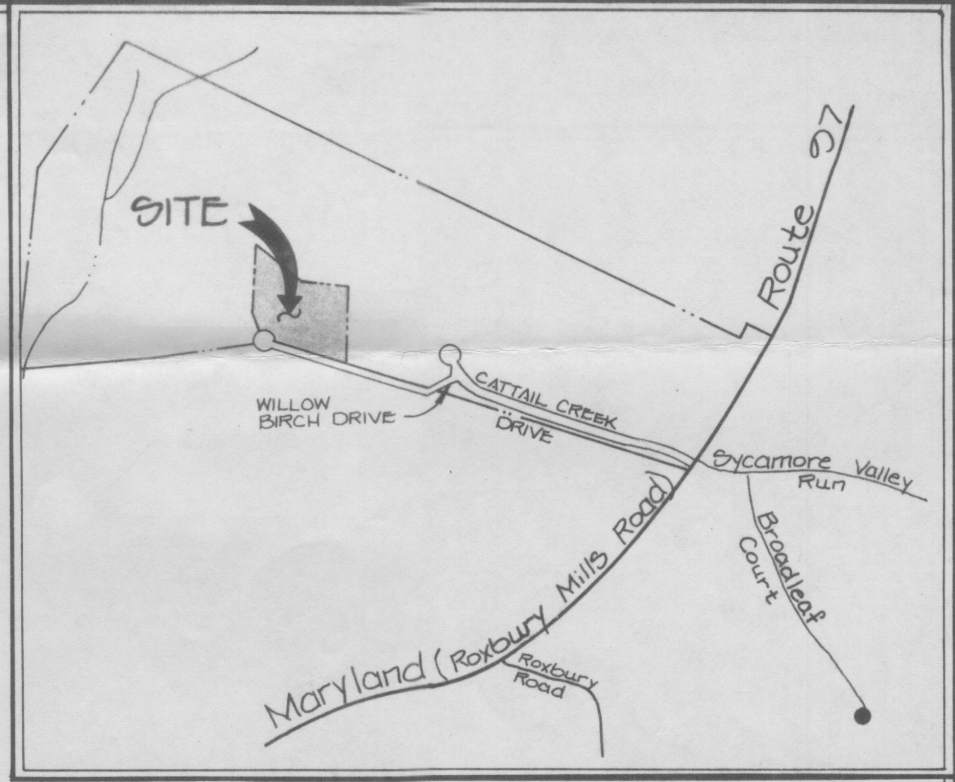 SITE
Maryland (Roxbury Mills Road) Route 97
WILLOW
BIRCH DRIVE
CATTAIL CREEK
DRIVE
Sycamore Valley
Run
Broadleaf
Court
Roxbury
Road